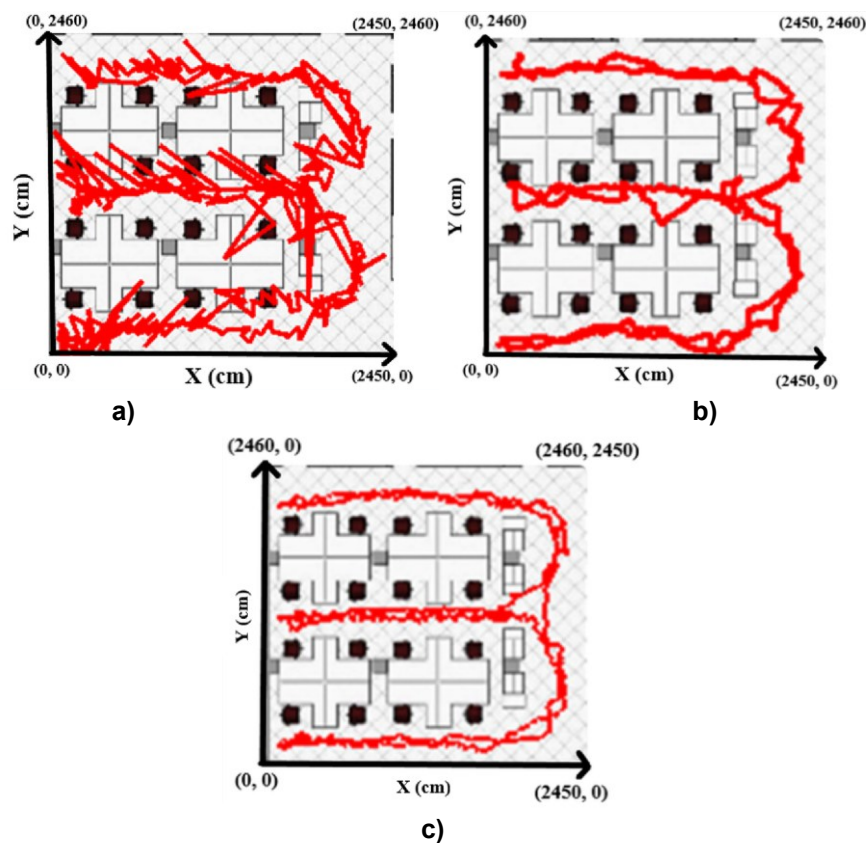 (0, 2460)
(2450, 2460)
Y (cm)
(0, 0)
X (cm)
(2450, 0)
a)
(0, 2460)
(2450, 2460)
Y (cm)
(0, 0)
X (cm)
(2450, 0)
b)
(2460, 0)
(2460, 2450)
Y (cm)
(0, 0)
X (cm)
(2450, 0)
c)